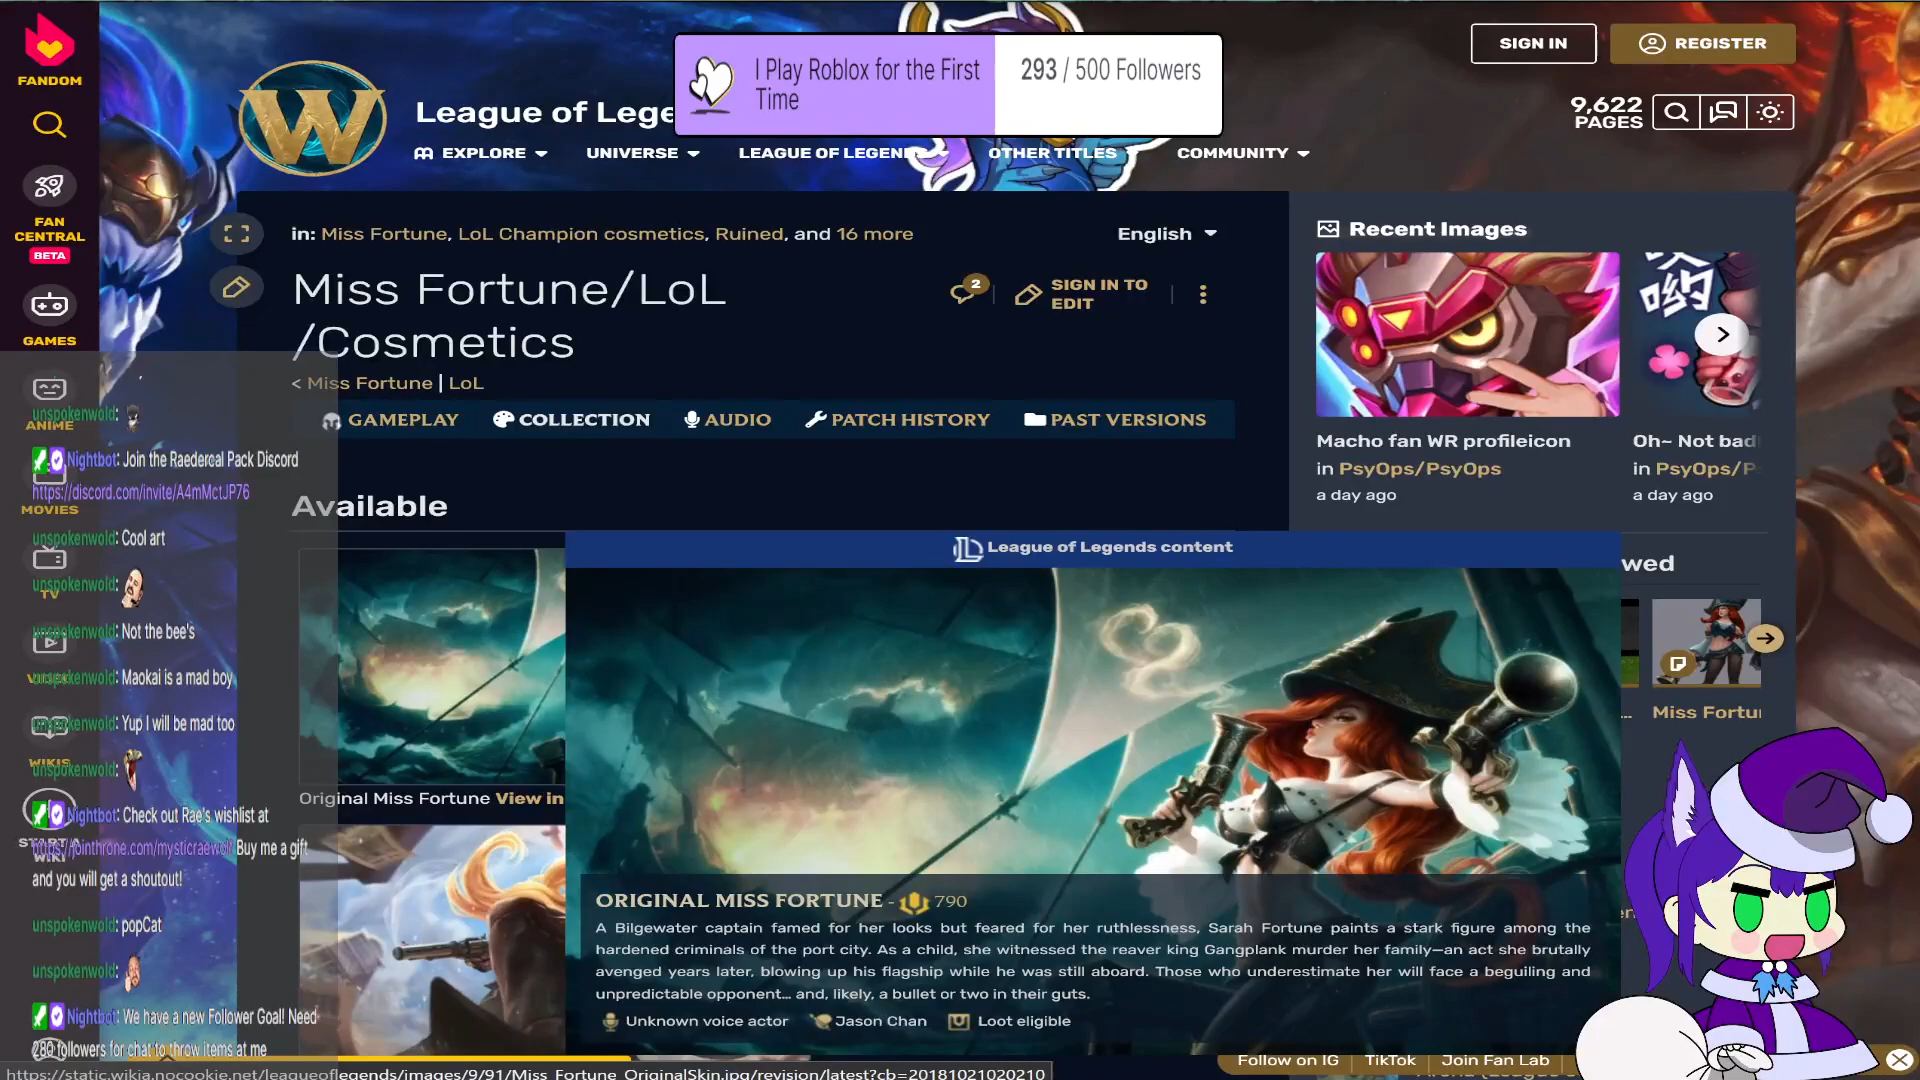 FANDOM
FAN
CENTRAL
BETA
GAMES
ANIME
MOVIES
TV
WIKIS
START A
WIKI
W
I Play Roblox for the First
Time
293 / 500 Followers
SIGN IN
REGISTER
League of Lege
9,622
PAGES
EXPLORE
UNIVERSE
LEAGUE OF LEGEN
OTHER TITLES
COMMUNITY
in: Miss Fortune, LoL Champion cosmetics, Ruined, and 16 more
English
Miss Fortune/LoL
/Cosmetics
2
SIGN IN TO
EDIT
< Miss Fortune | LoL
GAMEPLAY
COLLECTION
AUDIO
PATCH HISTORY
PAST VERSIONS
Available
Recent Images
Macho fan WR profileicon
in PsyOps/PsyOps
a day ago
Oh~ Not bad
in PsyOps/P
a day ago
wed
Miss Fortu
unspokenwold:
Nightbot: Join the Raedercal Pack Discord
https://discord.com/invite/A4mMctJP76
unspokenwold: Cool art
unspokenwold:
unspokenwold: Not the bee's
unspokenwold: Maokai is a mad boy
unspokenwold: Yup I will be mad too
unspokenwold:
Nightbot: Check out Rae's wishlist at
Buy me a gift
and you will get a shoutout!
unspokenwold: popCat
unspokenwold:
Nightbot: We have a new Follower Goal! Need
280 followers for chat to throw items at me
Original Miss Fortune View in
League of Legends content
ORIGINAL MISS FORTUNE - 790
A Bilgewater captain famed for her looks but feared for her ruthlessness, Sarah Fortune paints a stark figure among the
hardened criminals of the port city. As a child, she witnessed the reaver king Gangplank murder her family—an act she brutally
avenged years later, blowing up his flagship while he was still aboard. Those who underestimate her will face a beguiling and
unpredictable opponent... and, likely, a bullet or two in their guts.
Unknown voice actor
Jason Chan
Loot eligible
Follow on IG
TikTok
Join Fan Lab
https://static.wikia.nocookie.net/leagueoflegends/images/9/91/Miss_Fortune_OriginalSkin.jpg/revision/latest?cb=20181021020210